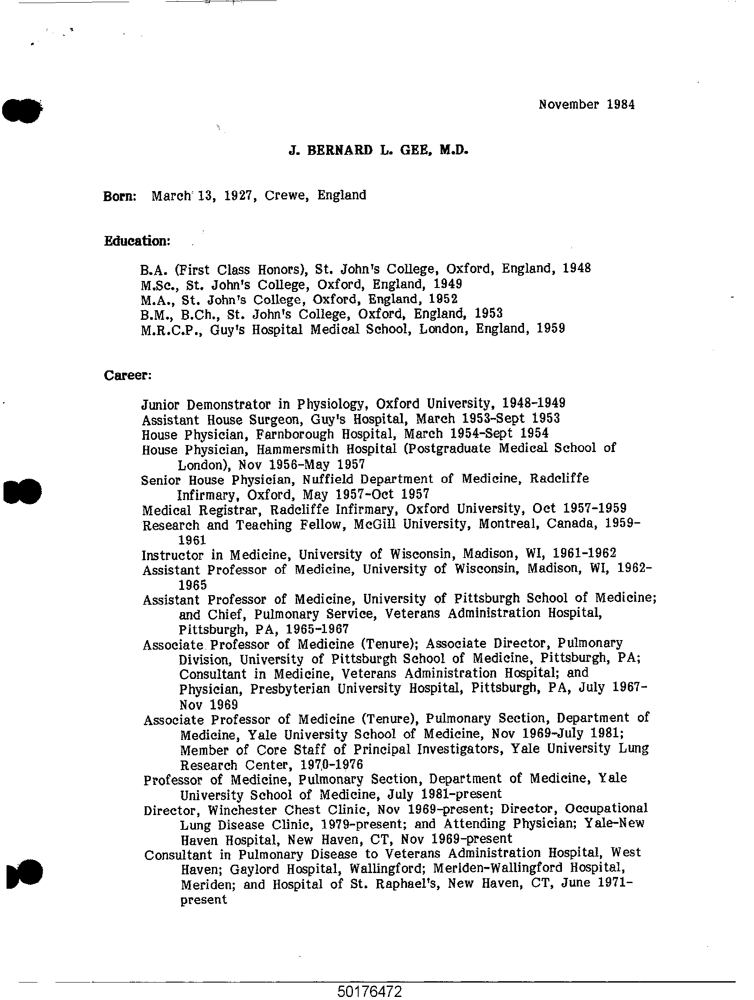 November 1984
J. BERNARD L. GEE, M.D.
Born: March 13, 1927, Crewe, England
Education:
B.A. (First Class Honors), St. John's College, Oxford, England, 1948
M.Sc., St. John's College, Oxford, England, 1949
M.A., St. John's College, Oxford, England, 1952
B.M., B.Ch., St. John's College, Oxford, England, 1953
M.R.C.P., Guy's Hospital Medical School, London, England, 1959
Career:
Junior Demonstrator in Physiology, Oxford University, 1948-1949
Assistant House Surgeon, Guy's Hospital, March 1953-Sept 1953
House Physician, Farnborough Hospital, March 1954-Sept 1954
House Physician, Hammersmith Hospital (Postgraduate Medical School of
London), Nov 1956-May 1957
Senior House Physician, Nuffield Department of Medicine, Radcliffe
Infirmary, Oxford, May 1957-Oct 1957
Medical Registrar, Radcliffe Infirmary, Oxford University, Oct 1957-1959
Research and Teaching Fellow, McGill University, Montreal, Canada, 1959-
1961
Instructor in Medicine, University of Wisconsin, Madison, WI, 1961-1962
Assistant Professor of Medicine, University of Wisconsin, Madison, WI, 1962-
1965
Assistant Professor of Medicine, University of Pittsburgh School of Medicine;
and Chief, Pulmonary Service, Veterans Administration Hospital,
Pittsburgh, PA, 1965-1967
Associate Professor of Medicine (Tenure); Associate Director, Pulmonary
Division, University of Pittsburgh School of Medicine, Pittsburgh, PA;
Consultant in Medicine, Veterans Administration Hospital; and
Physician, Presbyterian University Hospital, Pittsburgh, PA, July 1967-
Nov 1969
Associate Professor of Medicine (Tenure), Pulmonary Section, Department of
Medicine, Yale University School of Medicine, Nov 1969-July 1981;
Member of Core Staff of Principal Investigators, Yale University Lung
Research Center, 1970-1976
Professor of Medicine, Pulmonary Section, Department of Medicine, Yale
University School of Medicine, July 1981-present
Director, Winchester Chest Clinic, Nov 1969-present; Director, Occupational
Lung Disease Clinic, 1979-present; and Attending Physician; Yale-New
Haven Hospital, New Haven, CT, Nov 1969-present
Consultant in Pulmonary Disease to Veterans Administration Hospital, West
Haven; Gaylord Hospital, Wallingford; Meriden-Wallingford Hospital,
Meriden; and Hospital of St. Raphael's, New Haven, CT, June 1971-
present
50176472